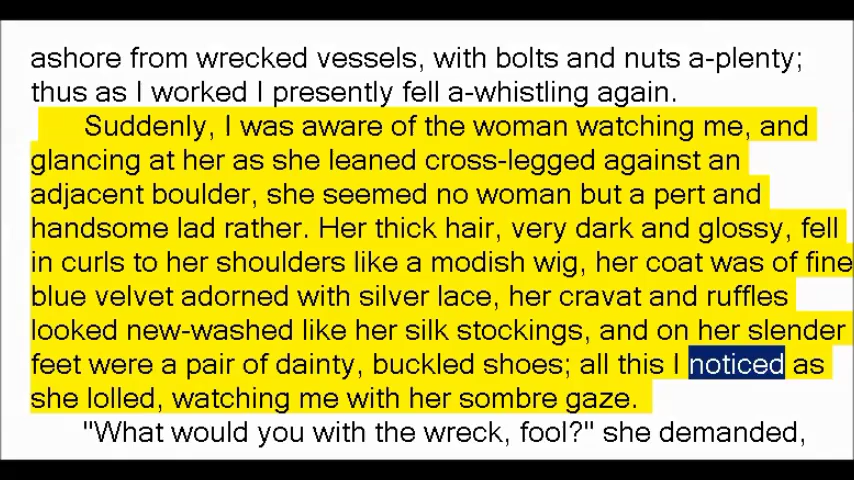 ashore from wrecked vessels, with bolts and nuts a-plenty;
thus as I worked I presently fell a-whistling again.
Suddenly, I was aware of the woman watching me, and
glancing at her as she leaned cross-legged against an
adjacent boulder, she seemed no woman but a pert and
handsome lad rather. Her thick hair, very dark and glossy, fell
in curls to her shoulders like a modish wig, her coat was of fine
blue velvet adorned with silver lace, her cravat and ruffles
looked new-washed like her silk stockings, and on her slender
feet were a pair of dainty, buckled shoes; all this I noticed as
she lolled, watching me with her sombre gaze.
"What would you with the wreck, fool?" she demanded,